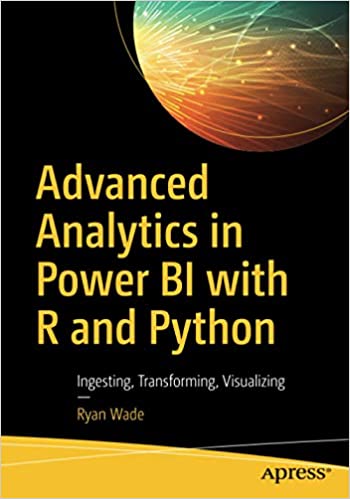 Advanced
Analytics in
Power BI with
R and Python
Ingesting, Transforming, Visualizing
—
Ryan Wade
Apress®